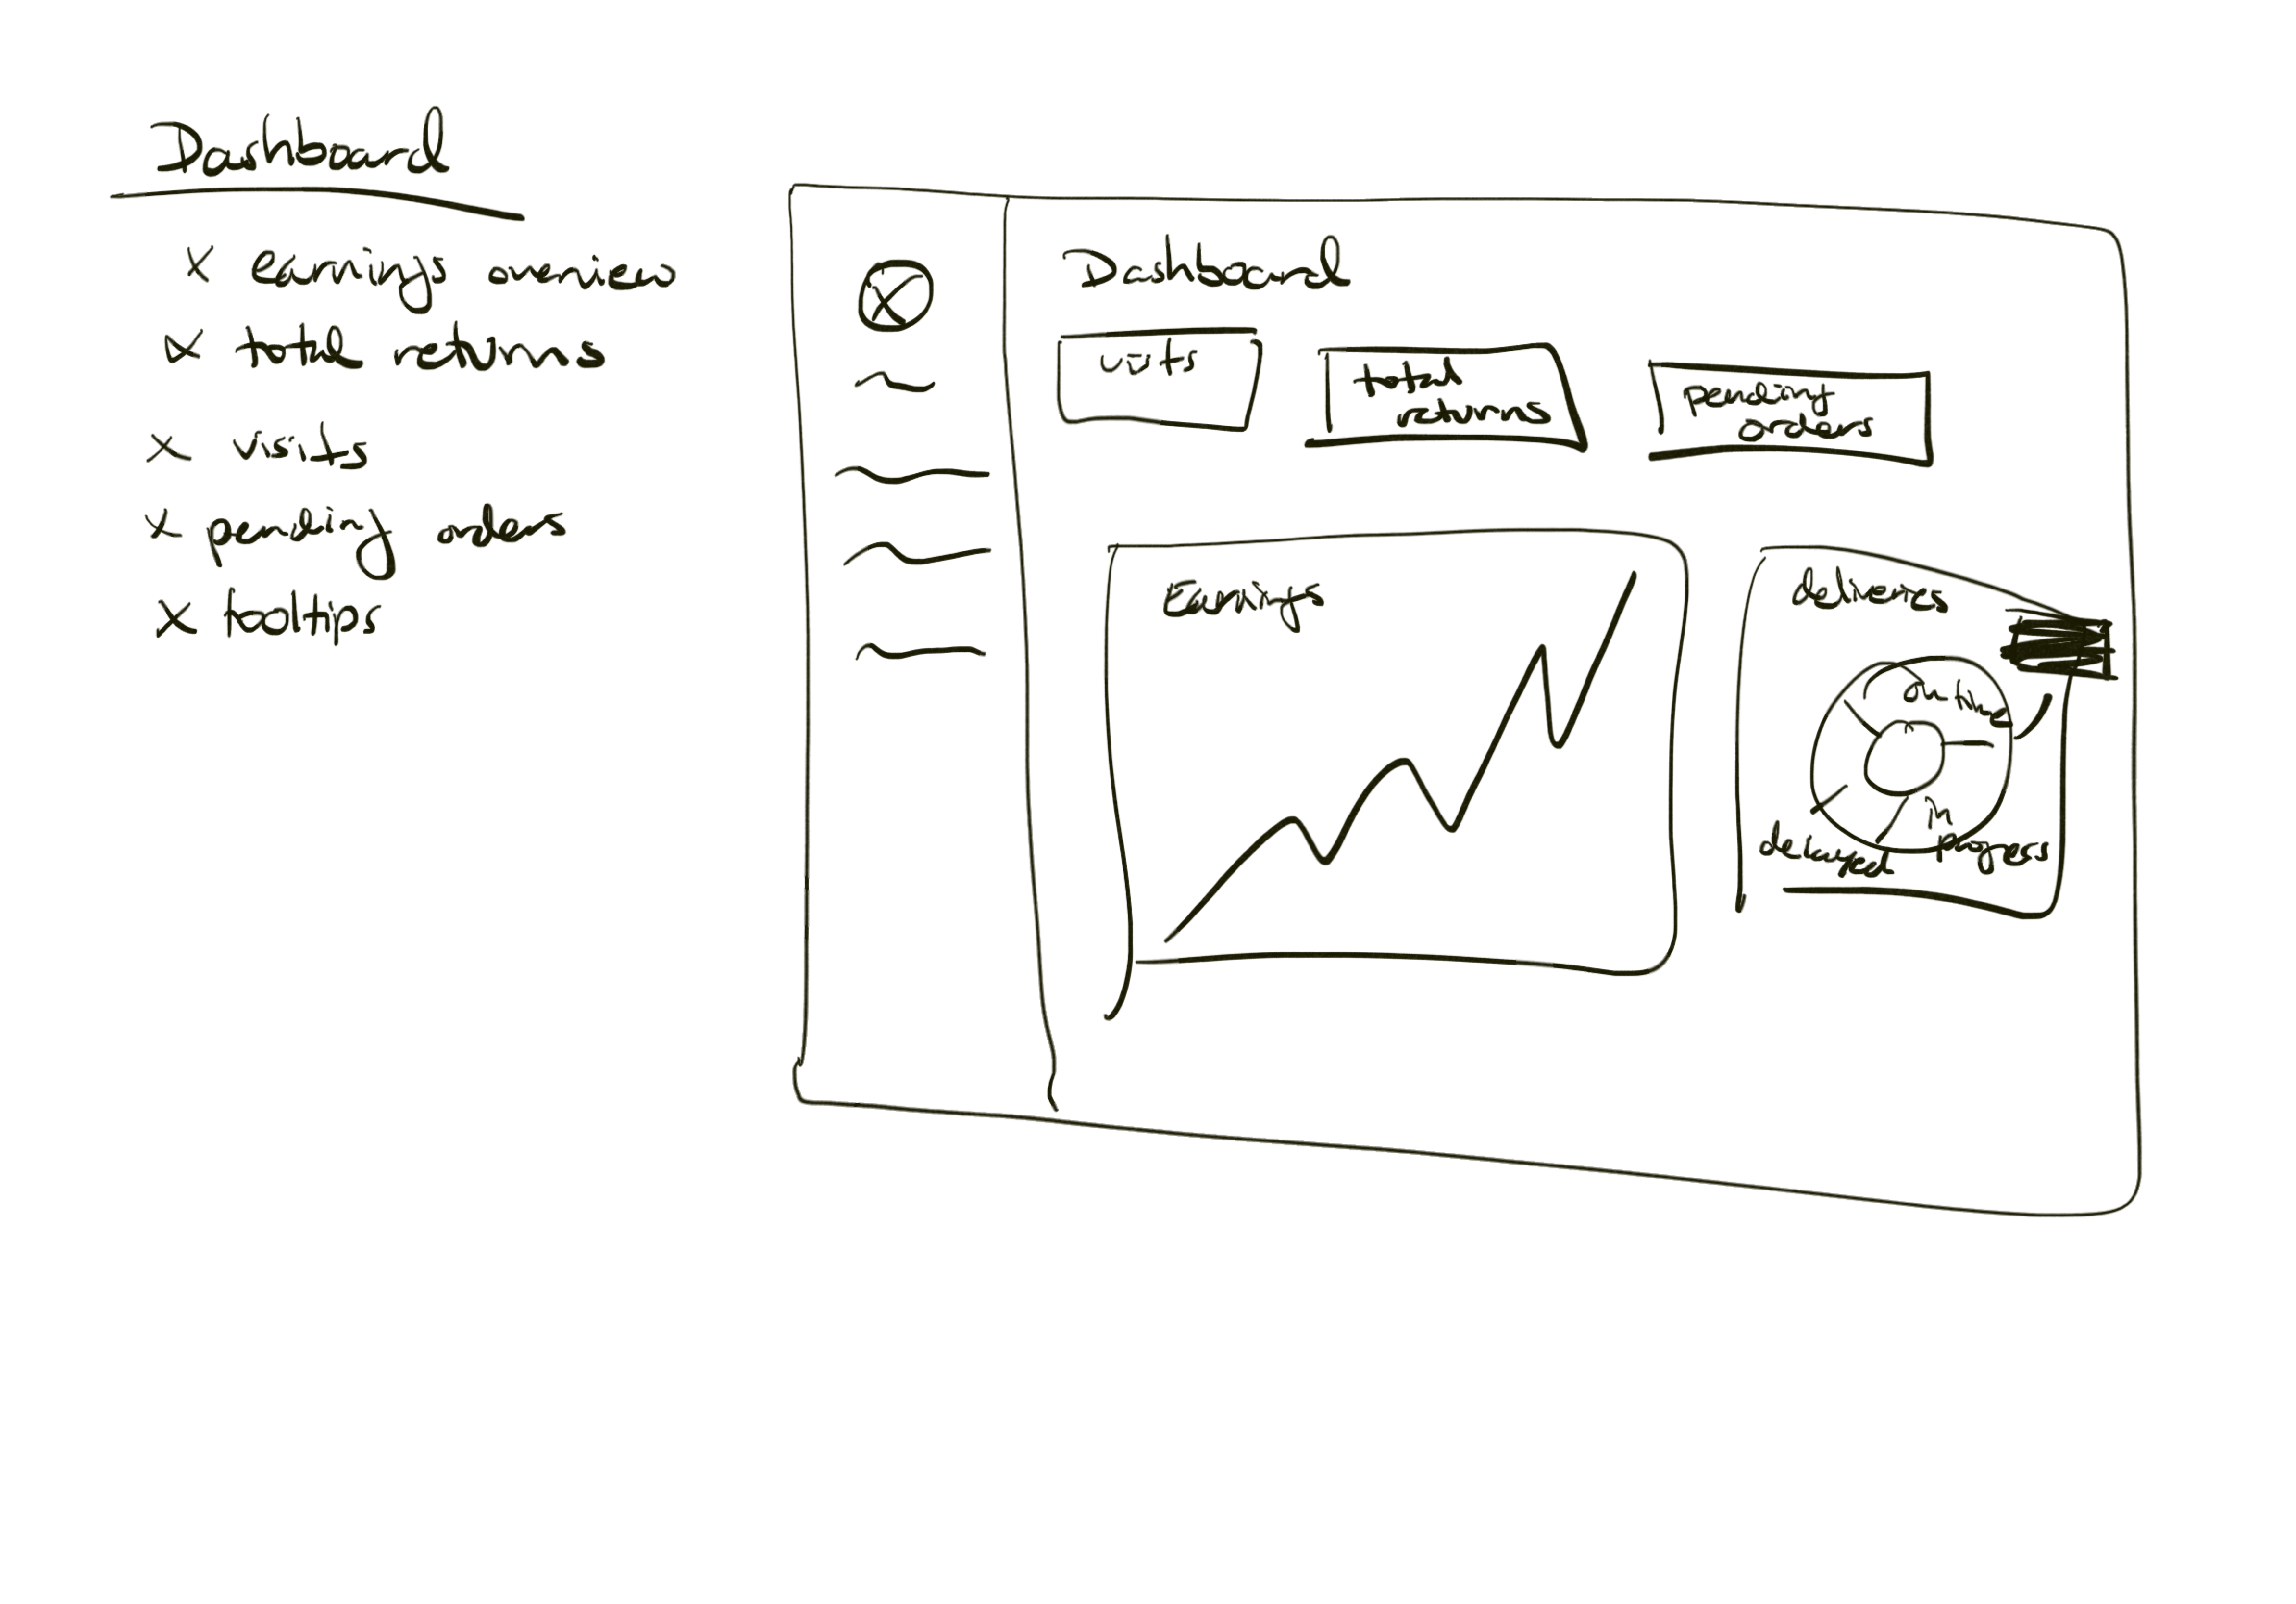 Dashboard
x earnings overview
x total returns
x visits
x pending orders
x tooltips
Dashboard
visits
total
returns
pending
orders
Earnings
deliveries
on time
in
progress
delayed